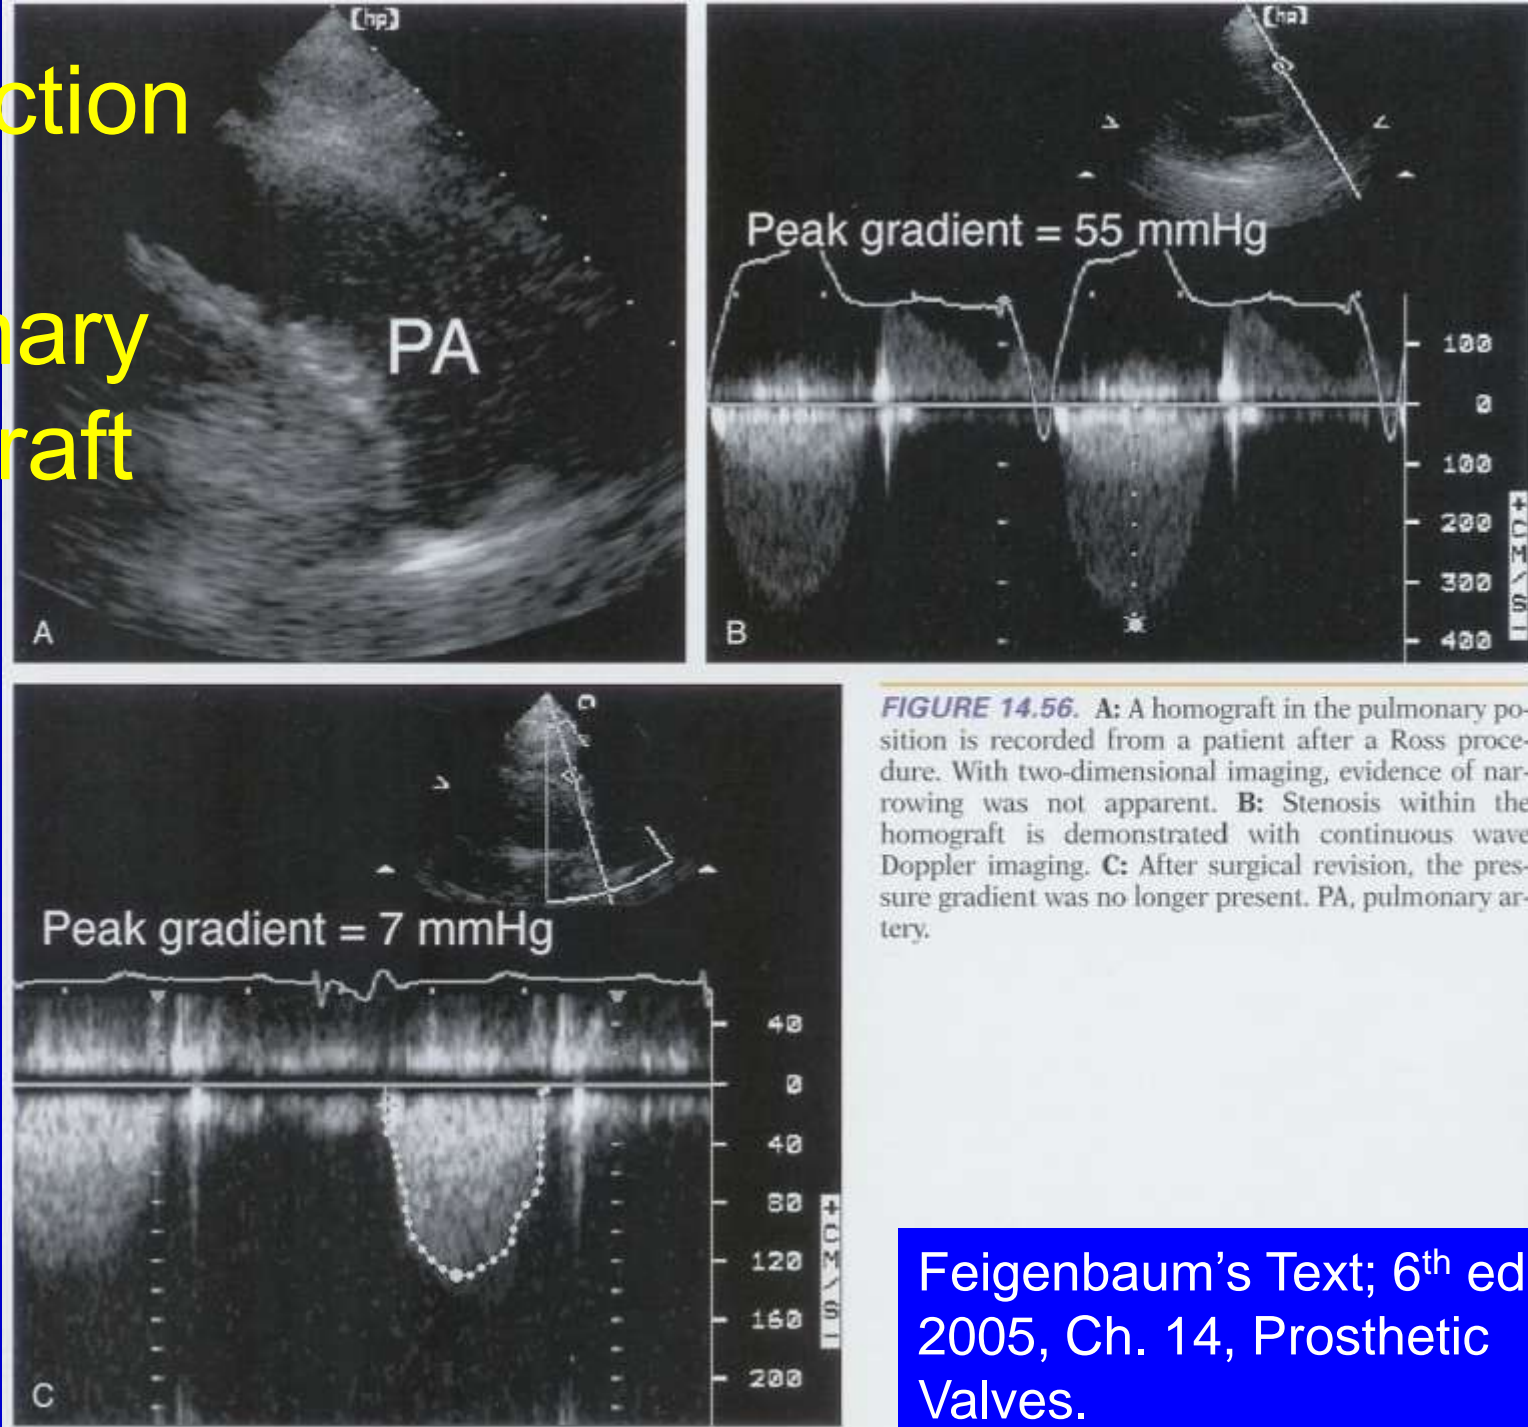 ction
nary
raft
[hp]
PA
A
[hp]
Peak gradient = 55 mmHg
100
0
100
200
300
400
B
Peak gradient = 7 mmHg
40
0
40
80
120
160
200
C
FIGURE 14.56. A: A homograft in the pulmonary po-
sition is recorded from a patient after a Ross proce-
dure. With two-dimensional imaging, evidence of nar-
rowing was not apparent. B: Stenosis within the
homograft is demonstrated with continuous wave
Doppler imaging. C: After surgical revision, the pres-
sure gradient was no longer present. PA, pulmonary ar-
tery.
Feigenbaum's Text; 6th ed
2005, Ch. 14, Prosthetic
Valves.